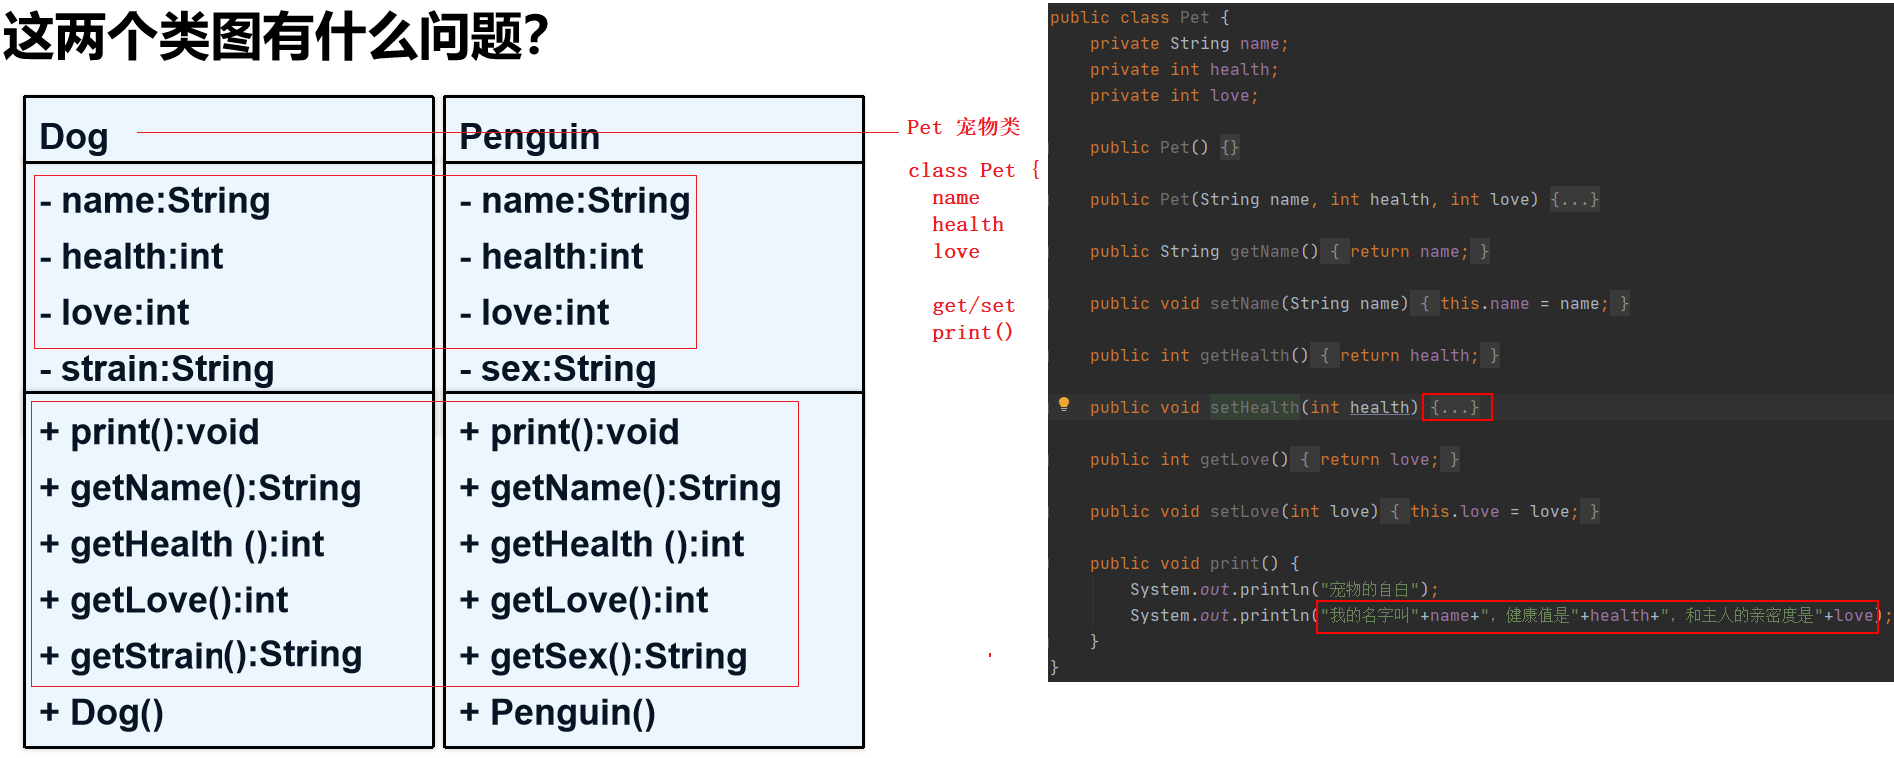 这两个类图有什么问题?
Dog
- name:String
- health:int
- love:int
- strain:String
+ print():void
+ getName():String
+ getHealth ():int
+ getLove():int
+ getStrain():String
+ Dog()
Penguin
- name:String
- health:int
- love:int
- sex:String
+ print():void
+ getName():String
+ getHealth ():int
+ getLove():int
+ getSex():String
+ Penguin()
Pet 宠物类
class Pet {
name
health
love
get/set
print()
public class Pet {
private String name;
private int health;
private int love;
public Pet() {}
public Pet(String name, int health, int love) {...}
public String getName() { return name; }
public void setName(String name) { this.name = name; }
public int getHealth() { return health; }
public void setHealth(int health) {...}
public int getLove() { return love; }
public void setLove(int love) { this.love = love; }
public void print() {
System.out.println("宠物的自白");
System.out.println("我的名字叫"+name+", 健康值是"+health+", 和主人的亲密度是"+love);
}
}